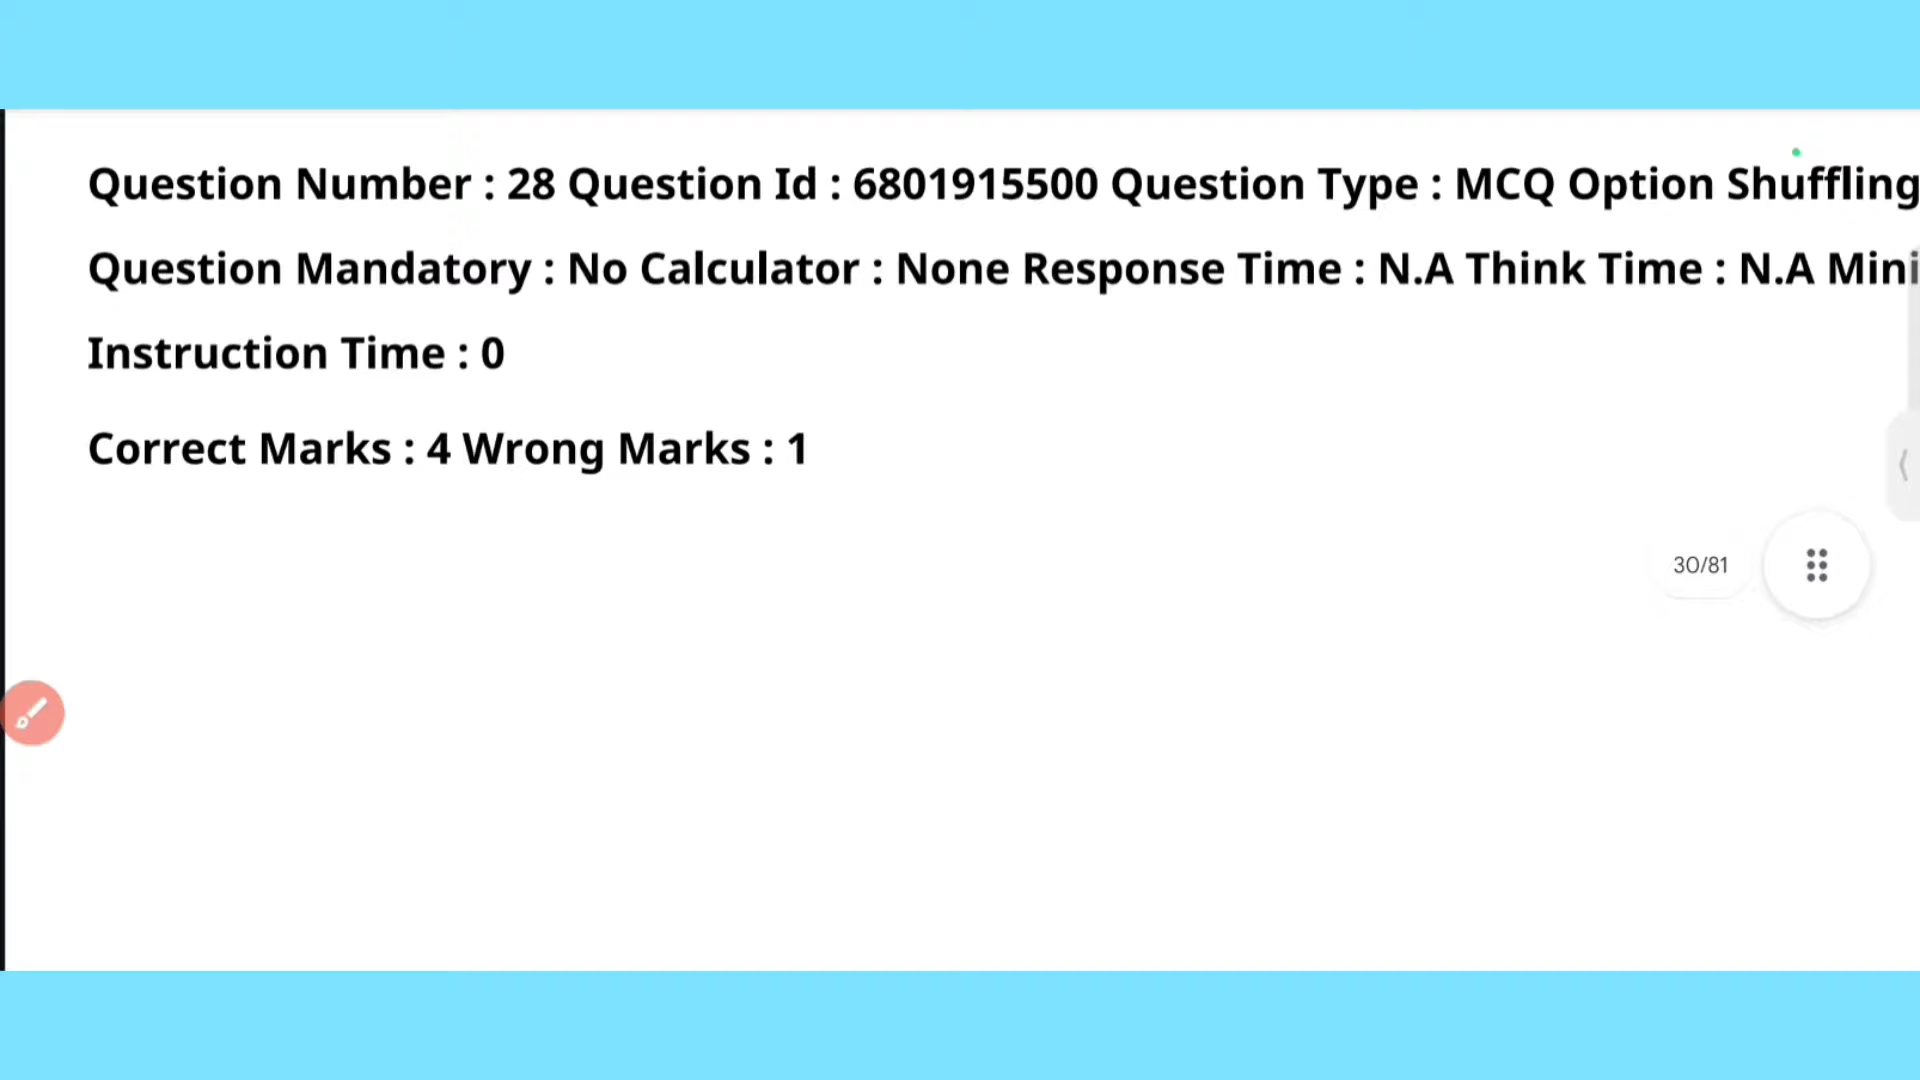 Question Number : 28 Question Id : 6801915500 Question Type : MCQ Option Shuffling
Question Mandatory : No Calculator : None Response Time : N.A Think Time : N.A Mini
Instruction Time : 0
Correct Marks : 4 Wrong Marks : 1
30/81